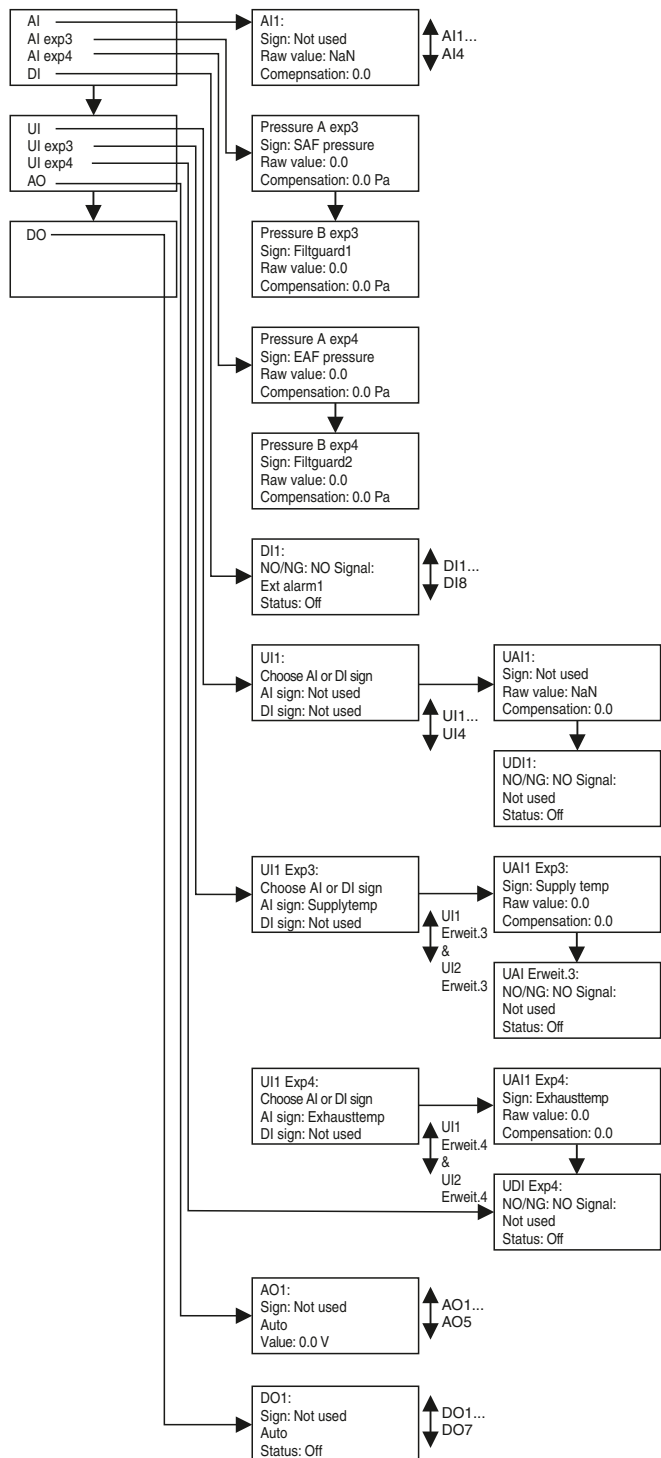 AI
AI exp3
AI exp4
DI
UI
UI exp3
UI exp4
AO
DO
AI1:
Sign: Not used
Raw value: NaN
Comepnsation: 0.0
AI1...
AI4
Pressure A exp3
Sign: SAF pressure
Raw value: 0.0
Compensation: 0.0 Pa
Pressure B exp3
Sign: Filtguard1
Raw value: 0.0
Compensation: 0.0 Pa
Pressure A exp4
Sign: EAF pressure
Raw value: 0.0
Compensation: 0.0 Pa
Pressure B exp4
Sign: Filtguard2
Raw value: 0.0
Compensation: 0.0 Pa
DI1:
NO/NG: NO Signal:
Ext alarm1
Status: Off
DI1...
DI8
UI1:
Choose AI or DI sign
AI sign: Not used
DI sign: Not used
UI1...
UI4
UAI1:
Sign: Not used
Raw value: NaN
Compensation: 0.0
UDI1:
NO/NG: NO Signal:
Not used
Status: Off
UI1 Exp3:
Choose AI or DI sign
AI sign: Supplytemp
DI sign: Not used
UI1
Erweit.3
&
UI2
Erweit.3
UAI1 Exp3:
Sign: Supply temp
Raw value: 0.0
Compensation: 0.0
UAI Erweit.3:
NO/NG: NO Signal:
Not used
Status: Off
UI1 Exp4:
Choose AI or DI sign
AI sign: Exhausttemp
DI sign: Not used
UI1
Erweit.4
&
UI2
Erweit.4
UAI1 Exp4:
Sign: Exhausttemp
Raw value: 0.0
Compensation: 0.0
UDI Exp4:
NO/NG: NO Signal:
Not used
Status: Off
AO1:
Sign: Not used
Auto
Value: 0.0 V
AO1...
AO5
DO1:
Sign: Not used
Auto
Status: Off
DO1...
DO7